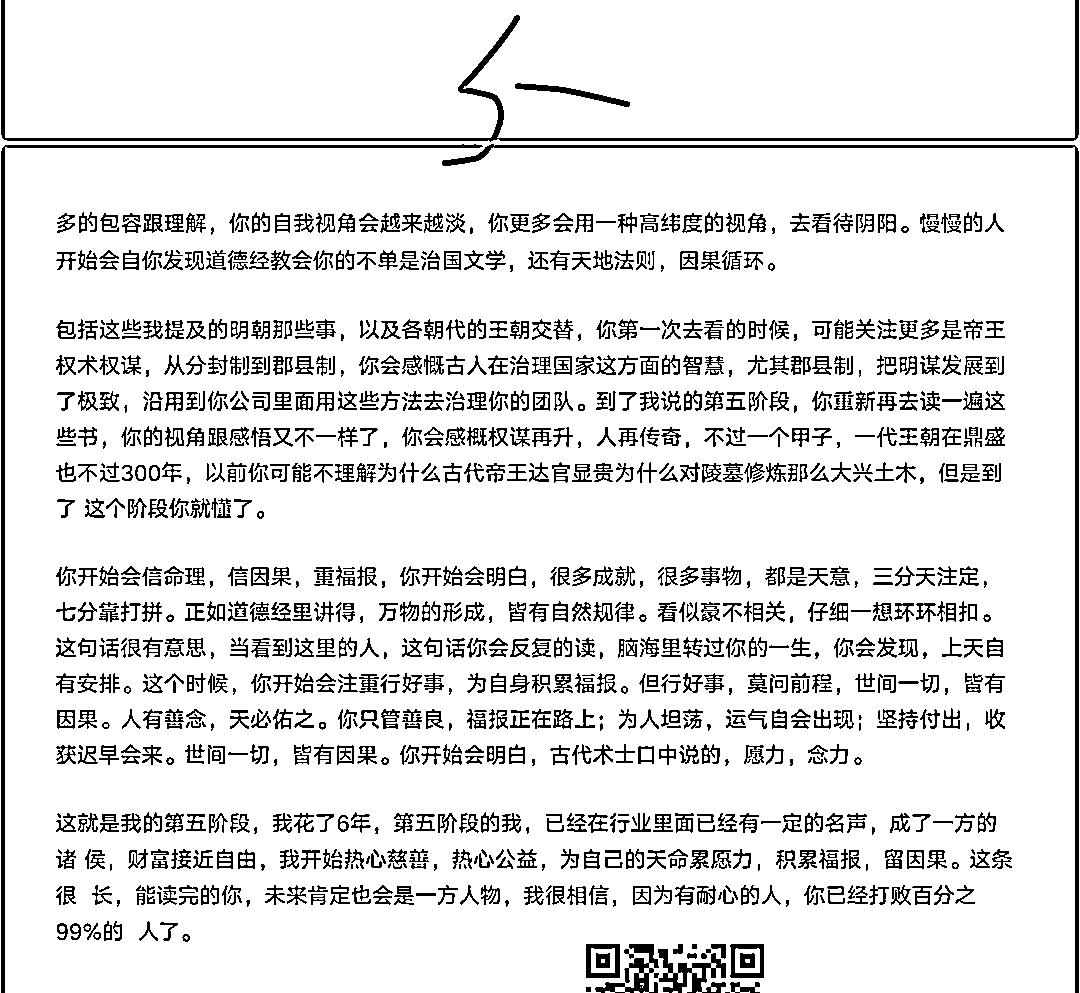 多的包容跟理解，你的自我视角会越来越淡，你更多会用一种高纬度的视角，去看待阴阳。慢慢的人
开始会自你发现道德经教会你的不单是治国文学，还有天地法则，因果循环。
包括这些我提及的明朝那些事，以及各朝代的王朝交替，你第一次去看的时候，可能关注更多是帝王
权术权谋，从分封制到郡县制，你会感慨古人在治理国家这方面的智慧，尤其郡县制，把明谋发展到
了极致，沿用到你公司里面用这些方法去治理你的团队。到了我说的第五阶段，你重新再去读一遍这
些书，你的视角跟感悟又不一样了，你会感概权谋再升，人再传奇，不过一个甲子，一代王朝在鼎盛
也不过300年，以前你可能不理解为什么古代帝王达官显贵为什么对陵墓修炼那么大兴土木，但是到
了 这个阶段你就懂了。
你开始会信命理，信因果，重福报，你开始会明白，很多成就，很多事物，都是天意，三分天注定，
七分靠打拼。正如道德经里讲得，万物的形成，皆有自然规律。看似豪不相关，仔细一想环环相扣。
这句话很有意思，当看到这里的人，这句话你会反复的读，脑海里转过你的一生，你会发现，上天自
有安排。这个时候，你开始会注重行好事，为自身积累福报。但行好事，莫问前程，世间一切，皆有
因果。人有善念，天必佑之。你只管善良，福报正在路上；为人坦荡，运气自会出现；坚持付出，收
获迟早会来。世间一切，皆有因果。你开始会明白，古代术士口中说的，愿力，念力。
这就是我的第五阶段，我花了6年，第五阶段的我，已经在行业里面已经有一定的名声，成了一方的
诸 侯，财富接近自由，我开始热心慈善，热心公益，为自己的天命累愿力，积累福报，留因果。这条
很 长，能读完的你，未来肯定也会是一方人物，我很相信，因为有耐心的人，你已经打败百分之
99%的 人了。